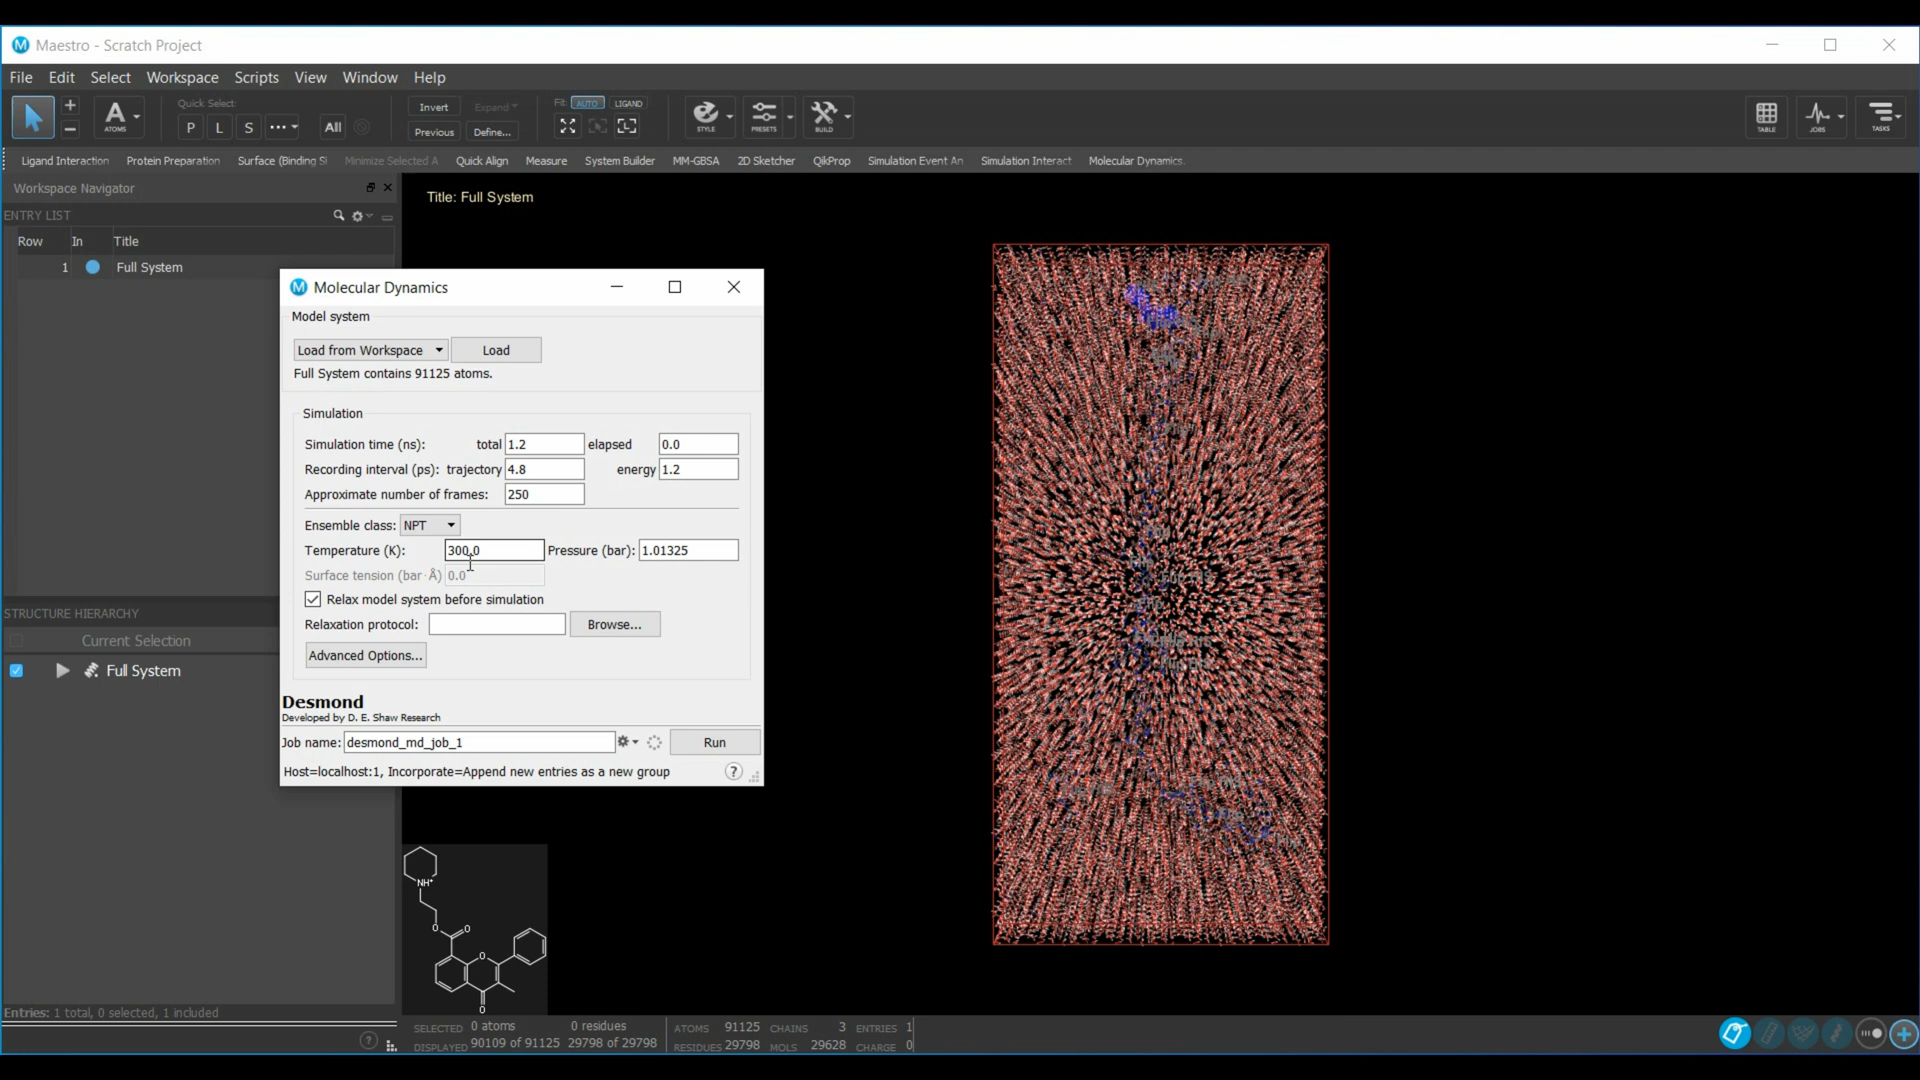 Maestro - Scratch Project
File Edit Select Workspace Scripts View Window Help
Quick Select:
P L S All
ATOMS
Invert Expand
Previous Define...
Fit: AUTO LIGAND
STYLE PRESETS BUILD
TABLE JOBS TASKS
Ligand Interaction Protein Preparation Surface (Binding Si Minimize Selected A Quick Align Measure System Builder MM-GBSA 2D Sketcher QikProp Simulation Event An Simulation Interact Molecular Dynamics.
Workspace Navigator
Title: Full System
ENTRY LIST
Row In Title
1 Full System
Molecular Dynamics
Model system
Load from Workspace Load
Full System contains 91125 atoms.
Simulation
Simulation time (ns): total 1.2 elapsed 0.0
Recording interval (ps): trajectory 4.8 energy 1.2
Approximate number of frames: 250
Ensemble class: NPT
Temperature (K): 300.0 Pressure (bar): 1.01325
Surface tension (bar·Å) 0.0
Relax model system before simulation
Relaxation protocol: Browse...
Advanced Options...
Desmond
Developed by D. E. Shaw Research
Job name: desmond_md_job_1 Run
Host=localhost:1, Incorporate=Append new entries as a new group
STRUCTURE HIERARCHY
Current Selection
Full System
NH+
O
O
O
O
Entries: 1 total, 0 selected, 1 included
SELECTED 0 atoms 0 residues ATOMS 91125 CHAINS 3 ENTRIES 1
DISPLAYED 90109 of 91125 29798 of 29798 RESIDUES 29798 MOLS 29628 CHARGE 0